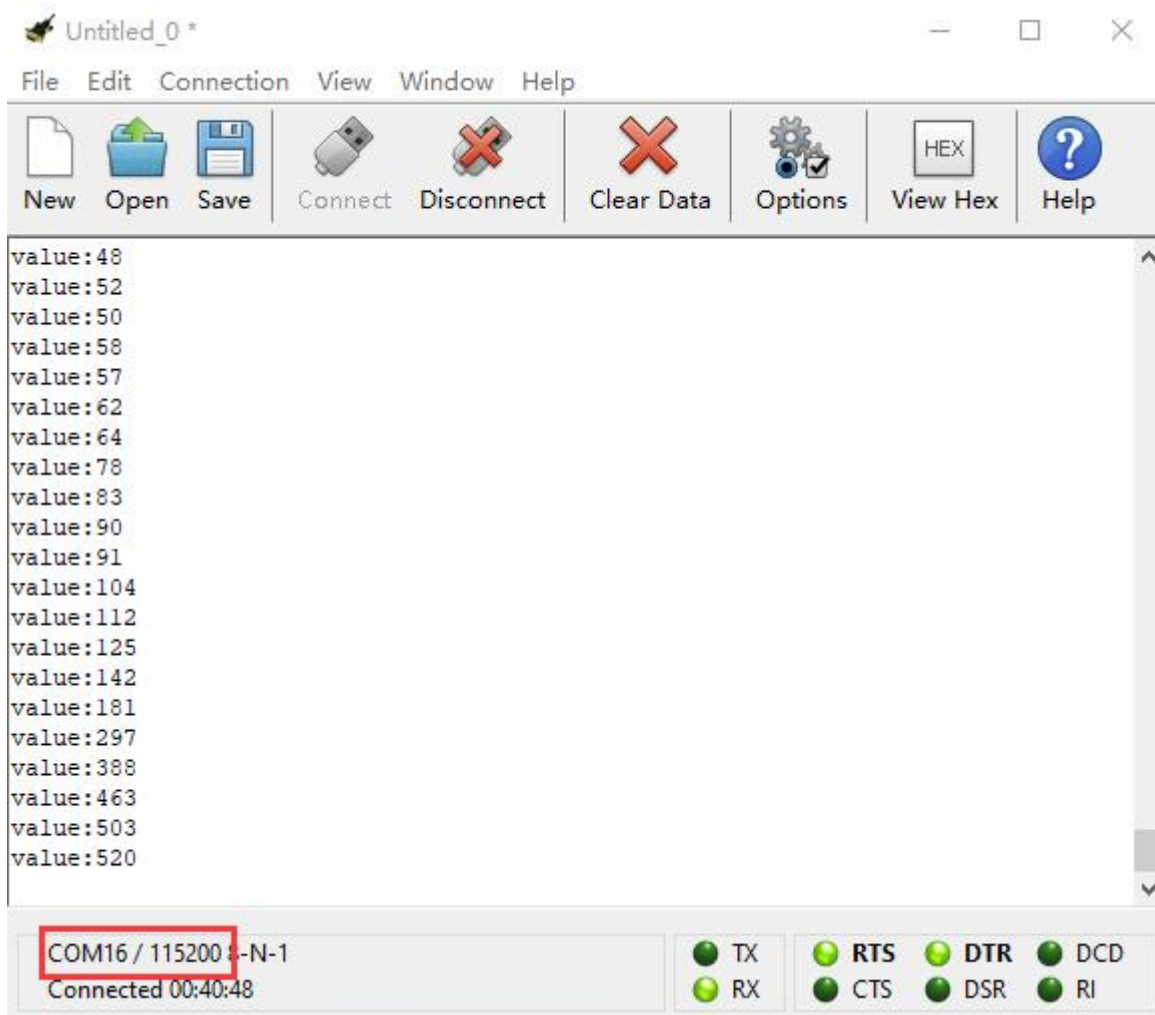 Untitled_0 *
File Edit Connection View Window Help
New Open Save Connect Disconnect Clear Data Options HEX View Hex ? Help
value:48
value:52
value:50
value:58
value:57
value:62
value:64
value:78
value:83
value:90
value:91
value:104
value:112
value:125
value:142
value:181
value:297
value:388
value:463
value:503
value:520
COM16 / 115200 8-N-1 TX RTS DTR DCD
Connected 00:40:48 RX CTS DSR RI